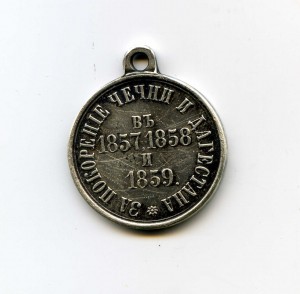 ЗА ПОКОРЕНІЕ ЧЕЧНИ И ДАГЕСТАНА
ВЪ
1857,1858
И
1859.